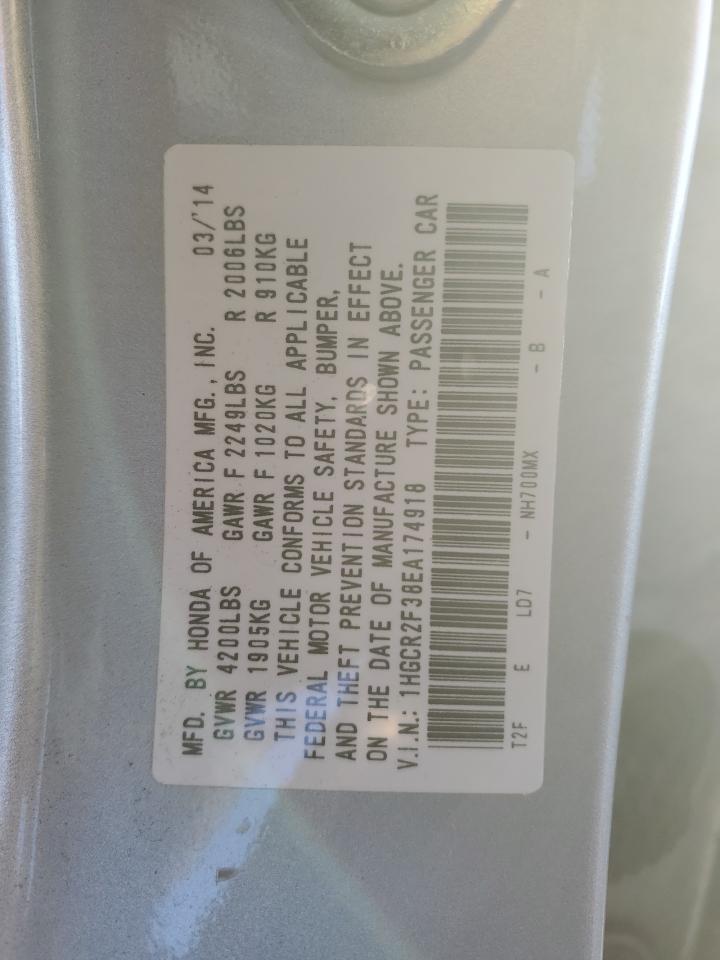 MFD. BY HONDA OF AMERICA MFG., INC. 03/'14
GVWR 4200LBS GAWR F 2249LBS R 2006LBS
GVWR 1905KG GAWR F 1020KG R 910KG
THIS VEHICLE CONFORMS TO ALL APPLICABLE
FEDERAL MOTOR VEHICLE SAFETY, BUMPER,
AND THEFT PREVENTION STANDARDS IN EFFECT
ON THE DATE OF MANUFACTURE SHOWN ABOVE.
V.I.N.: 1HGCR2F38EA174918 TYPE: PASSENGER CAR
T2F E LD7 - NH700MX - B - A